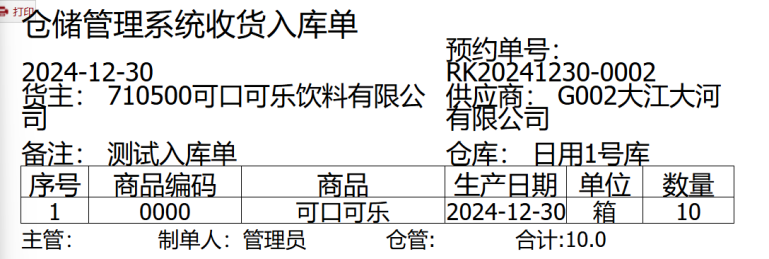 打印
仓储管理系统收货入库单
2024-12-30 预约单号：
RK20241230-0002
货主： 710500可口可乐饮料有限公
司 供应商： G002大江大河
有限公司
备注： 测试入库单 仓库： 日用1号库
序号 商品编码 商品 生产日期 单位 数量
1 0000 可口可乐 2024-12-30 箱 10
主管： 制单人：管理员 仓管： 合计:10.0